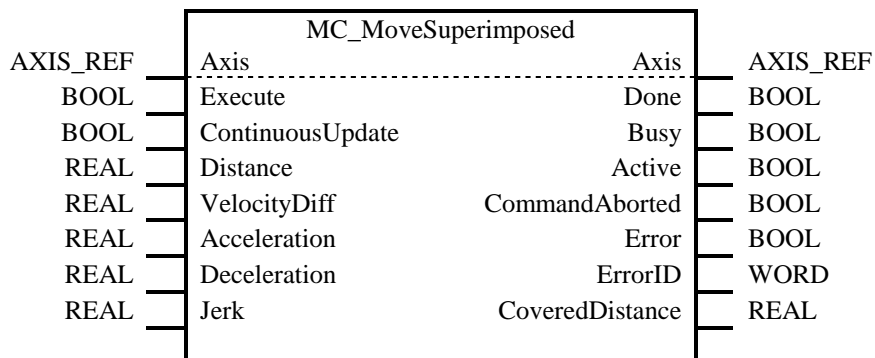 MC_MoveSuperimposed
AXIS_REF Axis Axis AXIS_REF
BOOL Execute Done BOOL
BOOL ContinuousUpdate Busy BOOL
REAL Distance Active BOOL
REAL VelocityDiff CommandAborted BOOL
REAL Acceleration Error BOOL
REAL Deceleration ErrorID WORD
REAL Jerk CoveredDistance REAL